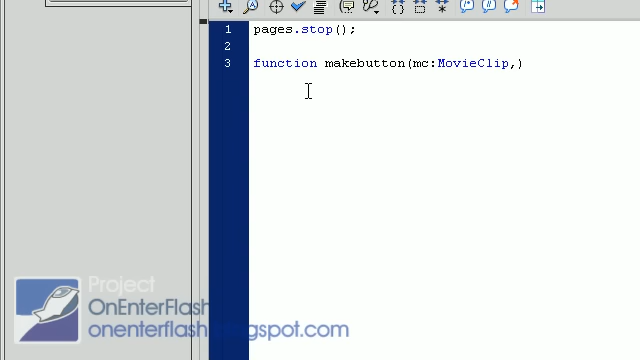 1 pages.stop();
2
3 function makebutton(mc:MovieClip,)
Project
OnEnterFlash
onenterflash.blogspot.com